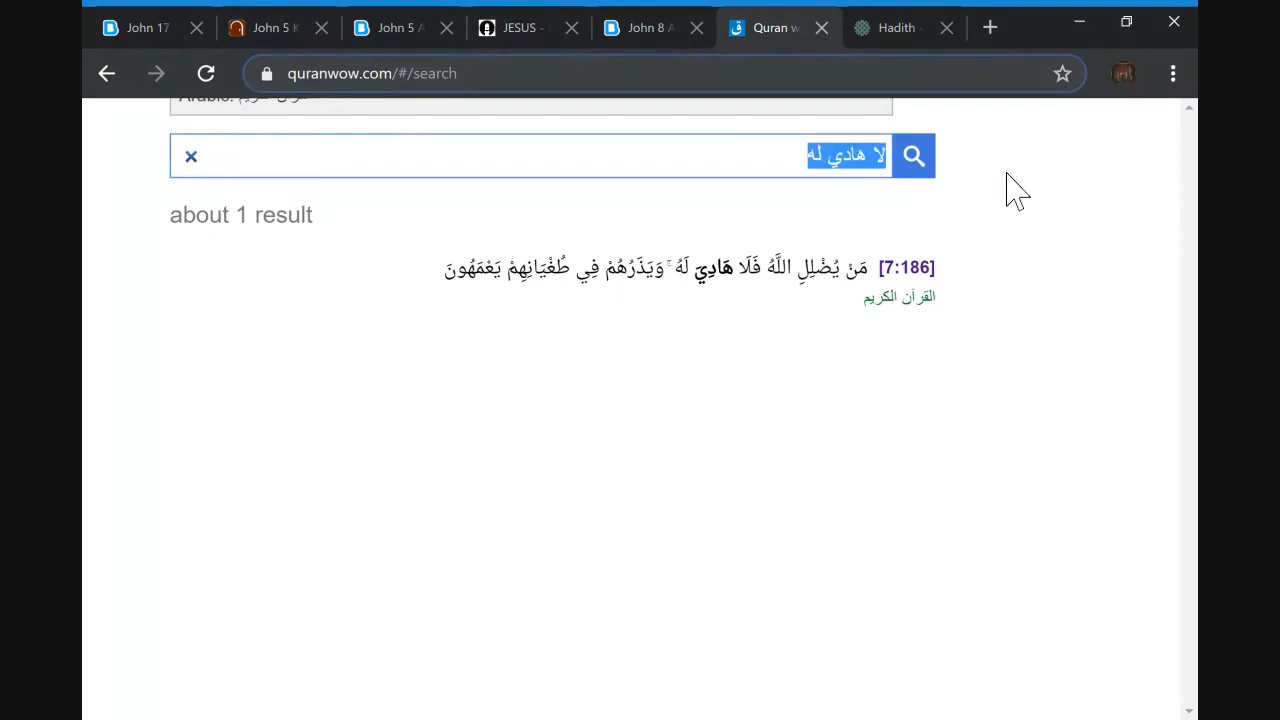 John 17
John 5 K
John 5 A
JESUS -
John 8 A
Quran w
Hadith -
quranwow.com/#/search
لا هادي له
about 1 result
[7:186] مَنْ يُضْلِلِ اللَّهُ فَلَا هَادِيَ لَهُ ۚ وَيَذَرُهُمْ فِي طُغْيَانِهِمْ يَعْمَهُونَ
القرآن الكريم